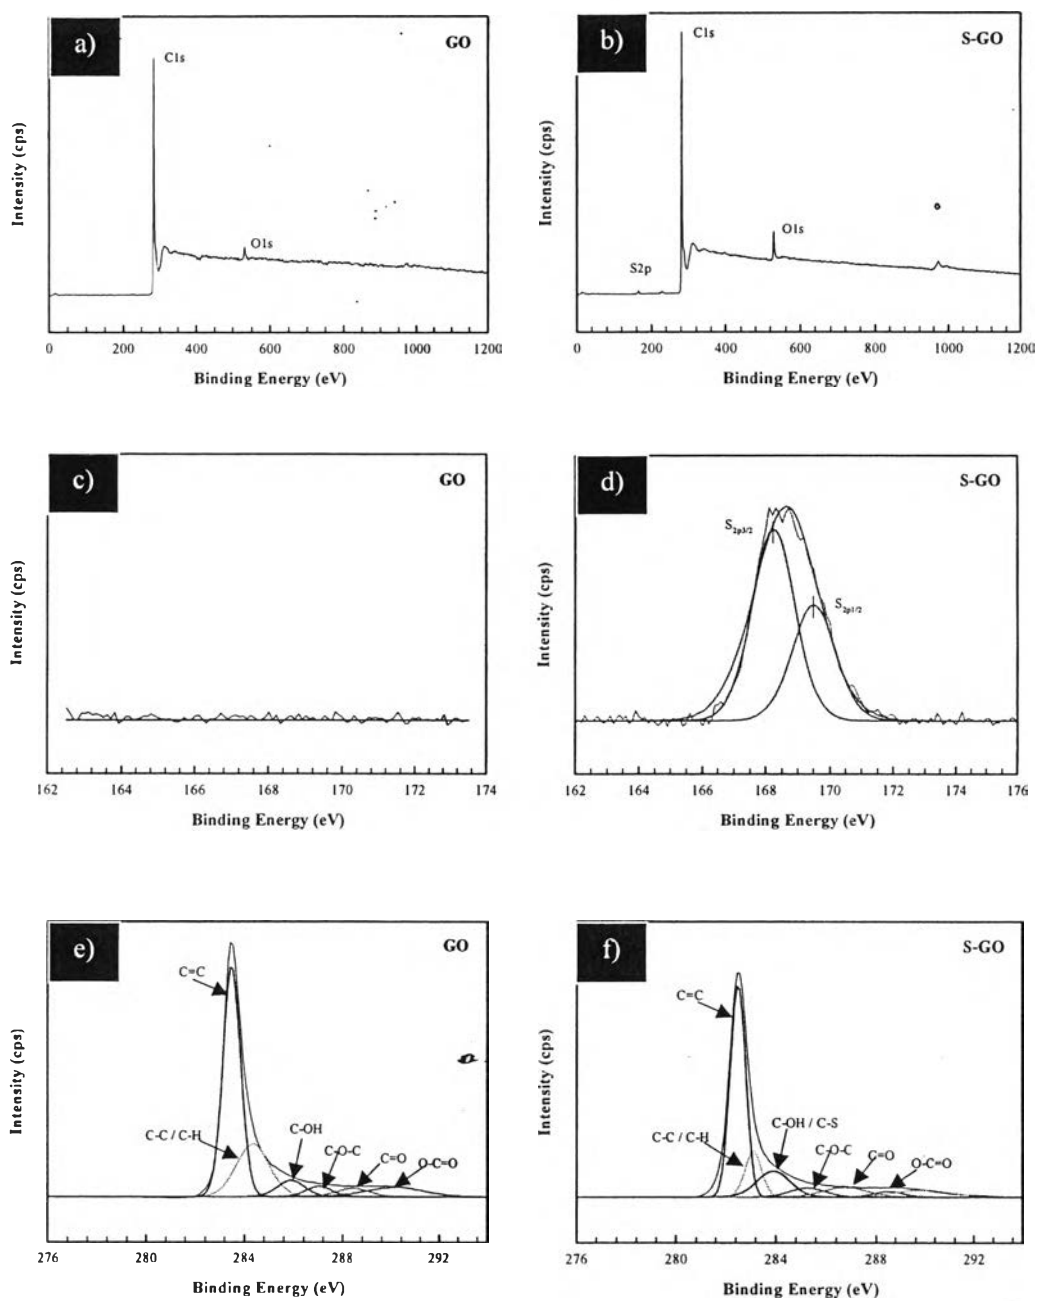 a)
GO
C1s
O1s
Intensity (cps)
0 200 400 600 800 1000 1200
Binding Energy (eV)
b)
S-GO
C1s
O1s
S2p
Intensity (cps)
0 200 400 600 800 1000 1200
Binding Energy (eV)
c)
GO
Intensity (cps)
162 164 166 168 170 172 174
Binding Energy (eV)
d)
S-GO
S2p3/2
S2p1/2
Intensity (cps)
162 164 166 168 170 172 174 176
Binding Energy (eV)
e)
GO
C=C
C-C / C-H
C-OH
C-O-C
C=O
O-C=O
Intensity (cps)
276 280 284 288 292
Binding Energy (eV)
f)
S-GO
C=C
C-C / C-H
C-OH / C-S
C-O-C
C=O
O-C=O
Intensity (cps)
276 280 284 288 292
Binding Energy (eV)